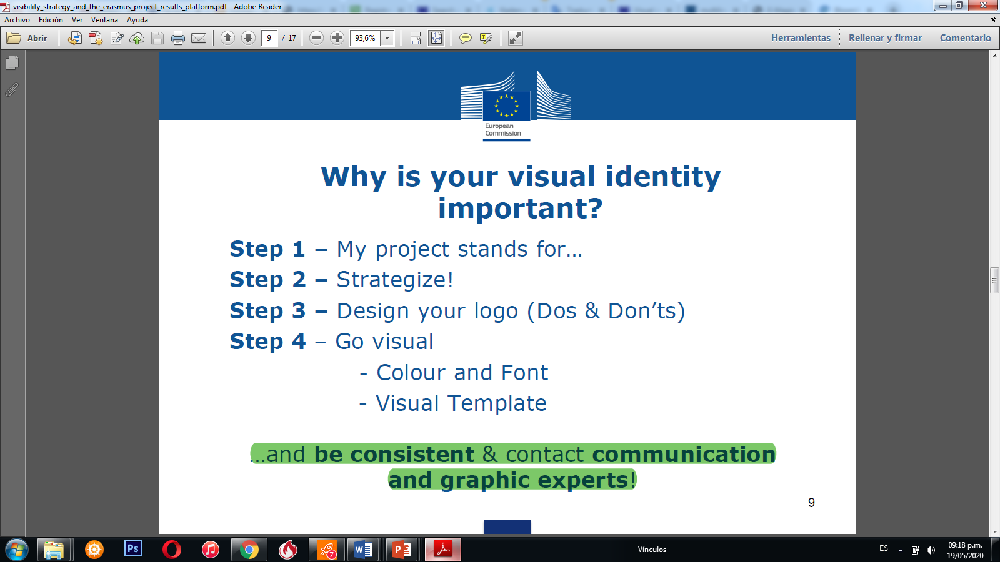 visibility_strategy_and_the_erasmus_project_results_platform.pdf - Adobe Reader
Archivo Edición Ver Ventana Ayuda
Abrir 9 / 17 93,6% Herramientas Rellenar y firmar Comentario
European
Commission
Why is your visual identity
important?
Step 1 – My project stands for...
Step 2 – Strategize!
Step 3 – Design your logo (Dos & Don’ts)
Step 4 – Go visual
- Colour and Font
- Visual Template
...and be consistent & contact communication
and graphic experts!
9
Ps 7 W P Vínculos ES 09:18 p.m.
19/05/2020